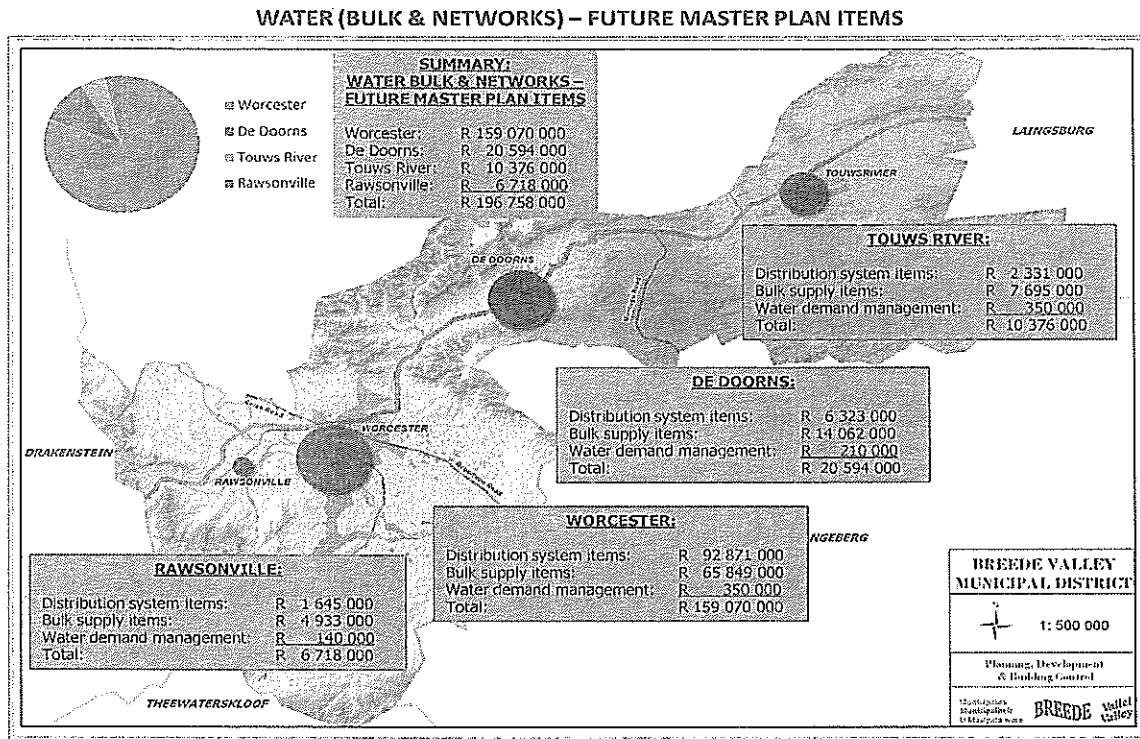 WATER (BULK & NETWORKS) – FUTURE MASTER PLAN ITEMS
Worcester
De Doorns
Touws River
Rawsonville
SUMMARY:
WATER BULK & NETWORKS –
FUTURE MASTER PLAN ITEMS
Worcester: R 159 070 000
De Doorns: R 20 594 000
Touws River: R 10 376 000
Rawsonville: R 6 718 000
Total: R 196 758 000
LAINGSBURG
TOUWSRIVIER
DE DOORNS
TOUWS RIVER:
Distribution system items: R 2 331 000
Bulk supply items: R 7 695 000
Water demand management: R 350 000
Total: R 10 376 000
DE DOORNS:
Distribution system items: R 6 323 000
Bulk supply items: R 14 062 000
Water demand management: R 210 000
Total: R 20 594 000
WORCESTER
DRAKENSTEIN
RAWSONVILLE
WORCESTER:
Distribution system items: R 92 871 000
Bulk supply items: R 65 849 000
Water demand management: R 350 000
Total: R 159 070 000
NGEBERG
RAWSONVILLE:
Distribution system items: R 1 645 000
Bulk supply items: R 4 933 000
Water demand management: R 140 000
Total: R 6 718 000
THEEWATERSKLOOF
BREEDE VALLEY
MUNICIPAL DISTRICT
1: 500 000
Planning, Development
& Building Control
BREEDE
Vallei
Valley